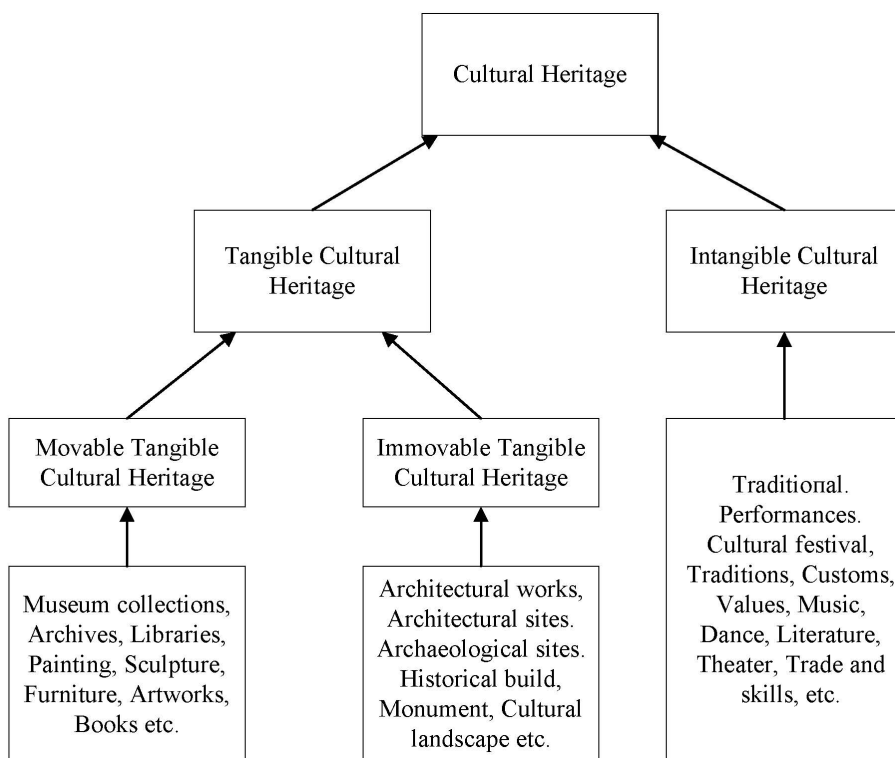 Cultural Heritage
Tangible Cultural
Heritage
Intangible Cultural
Heritage
Movable Tangible
Cultural Heritage
Immovable Tangible
Cultural Heritage
Museum collections,
Archives, Libraries,
Painting, Sculpture,
Furniture, Artworks,
Books etc.
Architectural works,
Architectural sites.
Archaeological sites.
Historical build,
Monument, Cultural
landscape etc.
Traditioпal.
Performances.
Cultural festival,
Traditions, Customs,
Values, Music,
Dance, Literature,
Theater, Trade and
skills, etc.